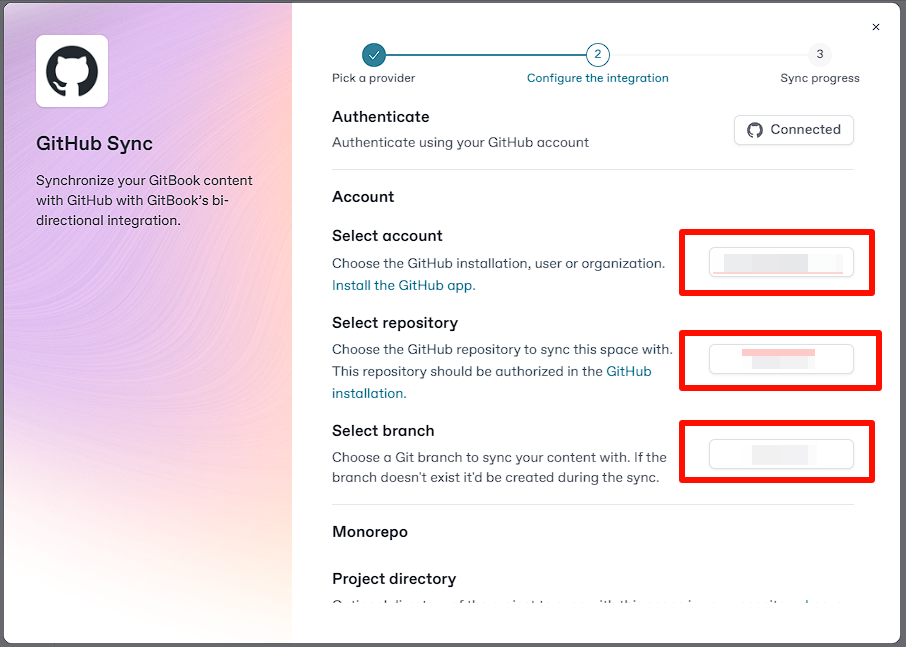 GitHub Sync
Synchronize your GitBook content
with GitHub with GitBook's bi-
directional integration.
2
3
Pick a provider
Configure the integration
Sync progress
Authenticate
Authenticate using your GitHub account
Connected
Account
Select account
Choose the GitHub installation, user or organization.
Install the GitHub app.
Select repository
Choose the GitHub repository to sync this space with.
This repository should be authorized in the GitHub
installation.
Select branch
Choose a Git branch to sync your content with. If the
branch doesn't exist it'd be created during the sync.
Monorepo
Project directory